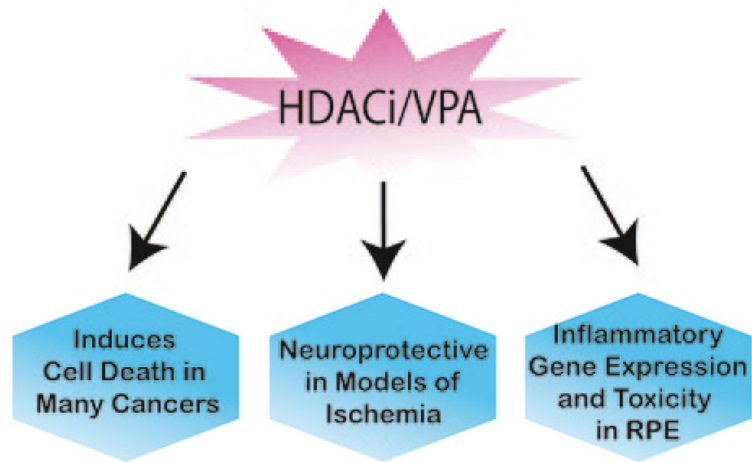 HDACi/VPA
Induces
Cell Death in
Many Cancers
Neuroprotective
in Models of
Ischemia
Inflammatory
Gene Expression
and Toxicity
in RPE